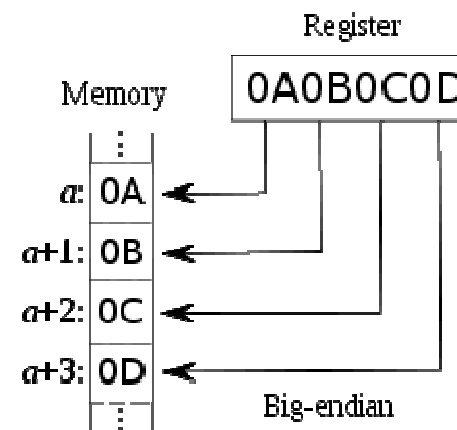 Register
0A0B0C0D
Memory
a: 0A
a+1: 0B
a+2: 0C
a+3: 0D
Big-endian